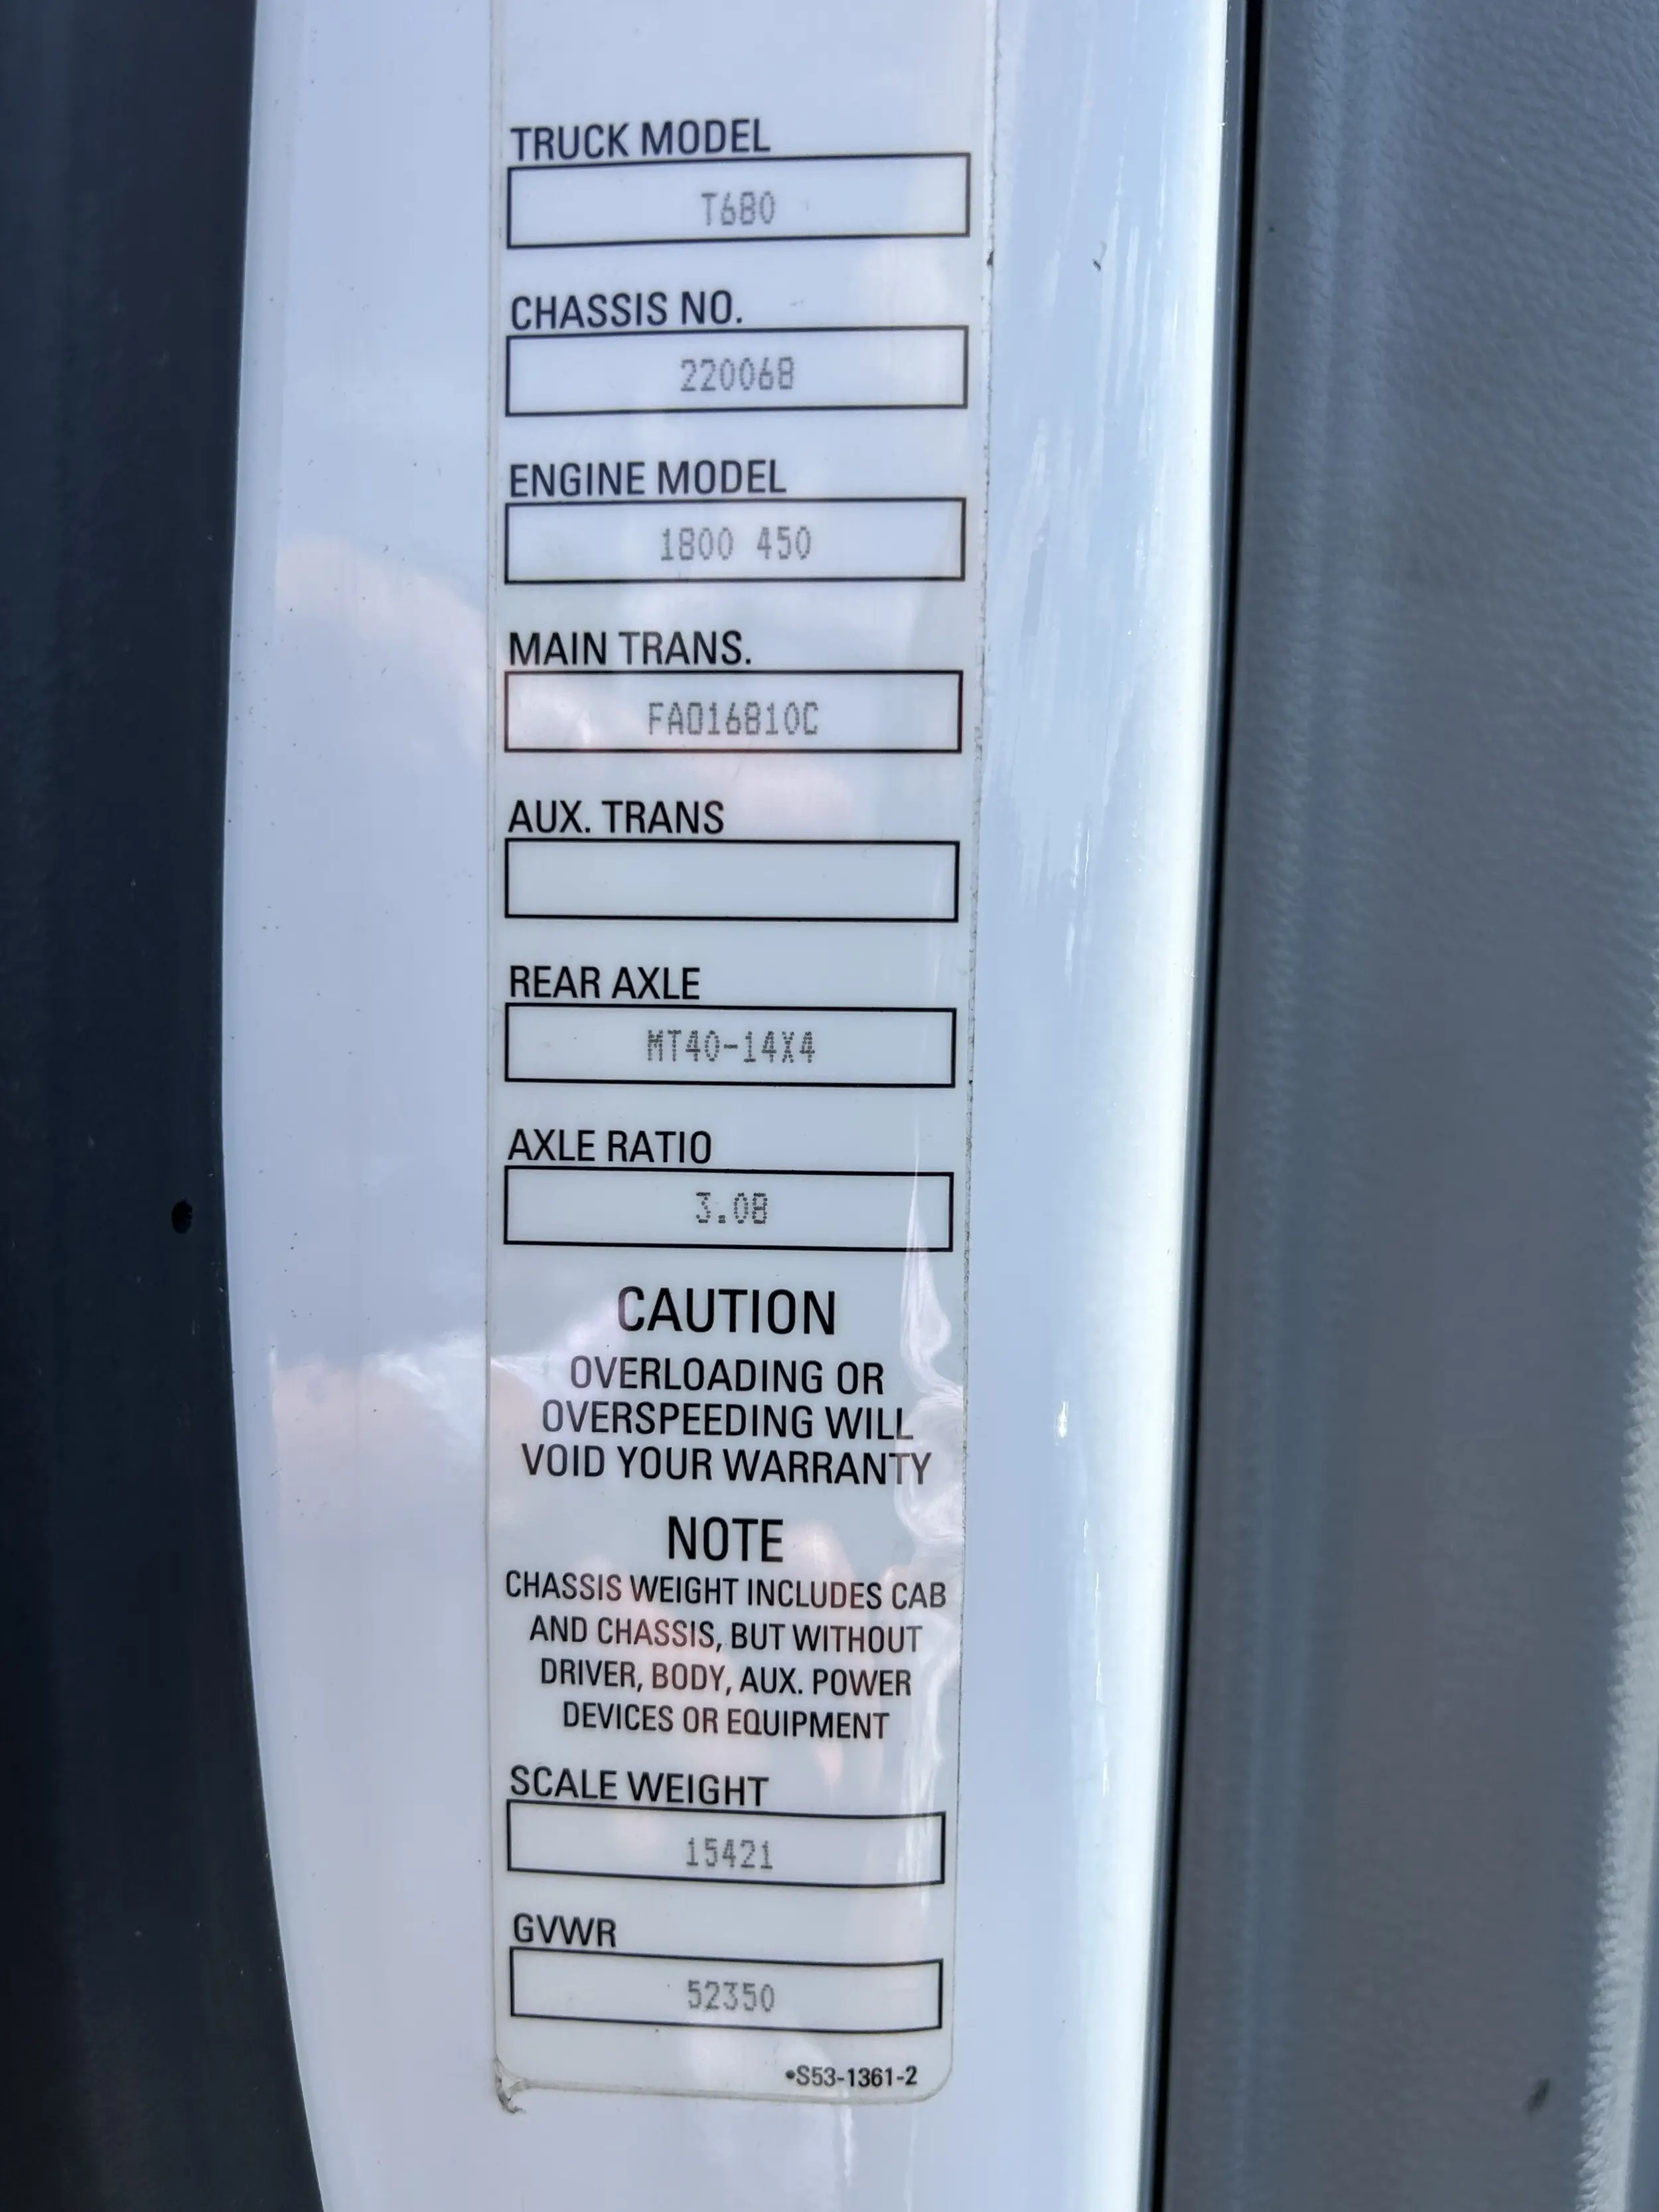 TRUCK MODEL
T680
CHASSIS NO.
220068
ENGINE MODEL
1800 450
MAIN TRANS.
FAO16810C
AUX. TRANS
REAR AXLE
MT40-14X4
AXLE RATIO
3.08
CAUTION
OVERLOADING OR
OVERSPEEDING WILL
VOID YOUR WARRANTY
NOTE
CHASSIS WEIGHT INCLUDES CAB
AND CHASSIS, BUT WITHOUT
DRIVER, BODY, AUX. POWER
DEVICES OR EQUIPMENT
SCALE WEIGHT
15421
GVWR
52350
•S53-1361-2